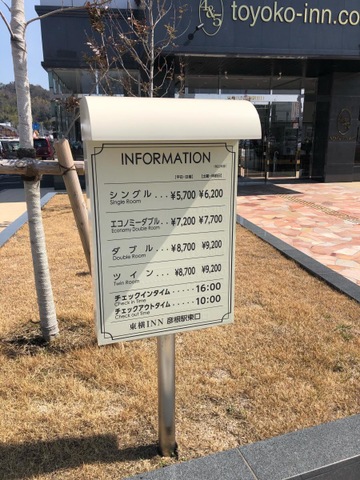 toyoko-inn.co
INFORMATION
シングル ... ¥5,700 ¥6,200
Single Room
エコノミーダブル ... ¥7,200 ¥7,700
Economy Double Room
ダブル ... ¥8,700 ¥9,200
Double Room
ツイン ... ¥8,700 ¥9,200
Twin Room
チェックインタイム ..... 16:00
Check in Time
チェックアウトタイム .... 10:00
Check out Time
東横INN 彦根駅東口